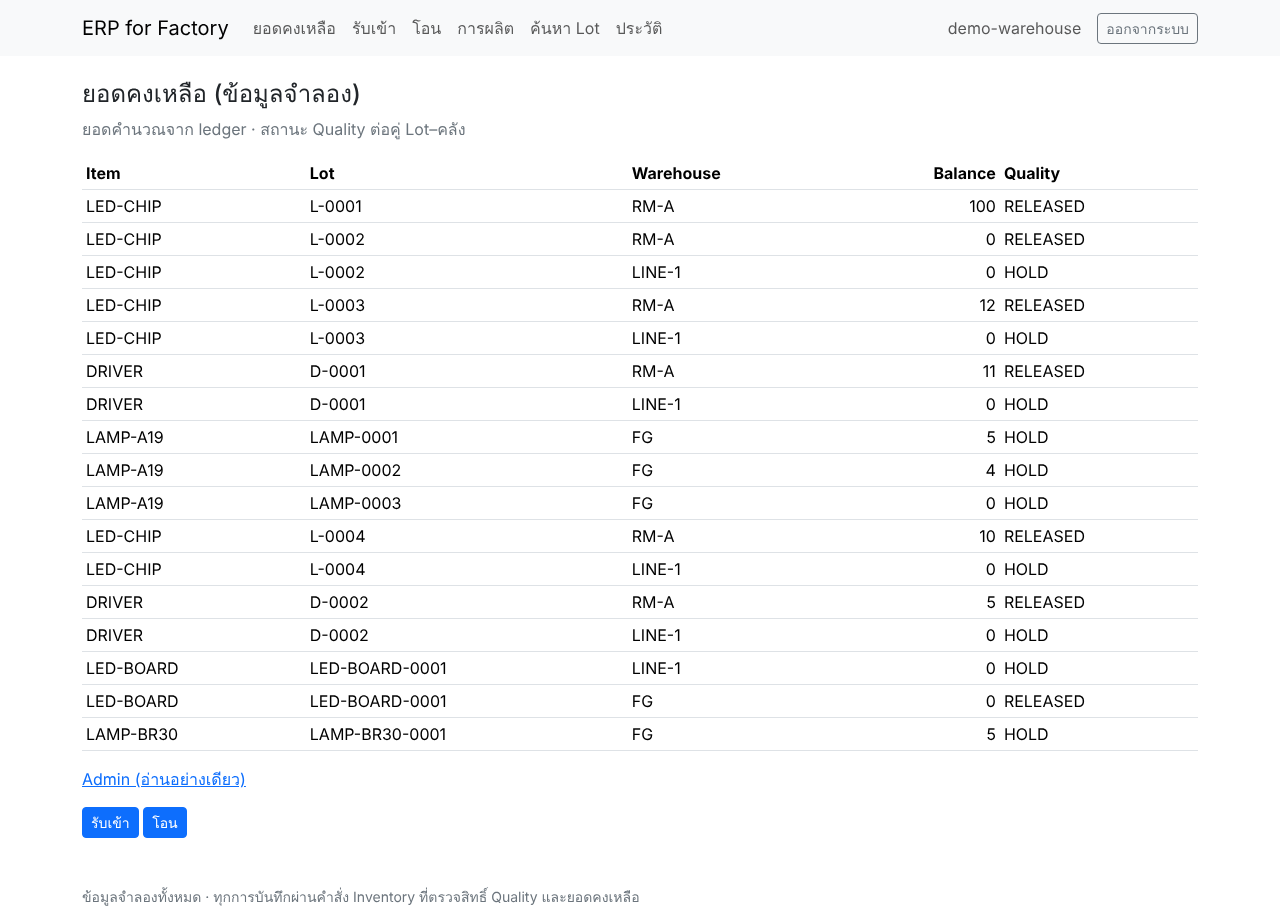 ERP for Factory ยอดคงเหลือ รับเข้า โอน การผลิต ค้นหา Lot ประวัติ demo-warehouse ออกจากระบบ
ยอดคงเหลือ (ข้อมูลจำลอง)
ยอดคำนวณจาก ledger · สถานะ Quality ต่อคู่ Lot–คลัง
Item Lot Warehouse Balance Quality
LED-CHIP L-0001 RM-A 100 RELEASED
LED-CHIP L-0002 RM-A 0 RELEASED
LED-CHIP L-0002 LINE-1 0 HOLD
LED-CHIP L-0003 RM-A 12 RELEASED
LED-CHIP L-0003 LINE-1 0 HOLD
DRIVER D-0001 RM-A 11 RELEASED
DRIVER D-0001 LINE-1 0 HOLD
LAMP-A19 LAMP-0001 FG 5 HOLD
LAMP-A19 LAMP-0002 FG 4 HOLD
LAMP-A19 LAMP-0003 FG 0 HOLD
LED-CHIP L-0004 RM-A 10 RELEASED
LED-CHIP L-0004 LINE-1 0 HOLD
DRIVER D-0002 RM-A 5 RELEASED
DRIVER D-0002 LINE-1 0 HOLD
LED-BOARD LED-BOARD-0001 LINE-1 0 HOLD
LED-BOARD LED-BOARD-0001 FG 0 RELEASED
LAMP-BR30 LAMP-BR30-0001 FG 5 HOLD
Admin (อ่านอย่างเดียว)
รับเข้า โอน
ข้อมูลจำลองทั้งหมด · ทุกการบันทึกผ่านคำสั่ง Inventory ที่ตรวจสิทธิ์ Quality และยอดคงเหลือ